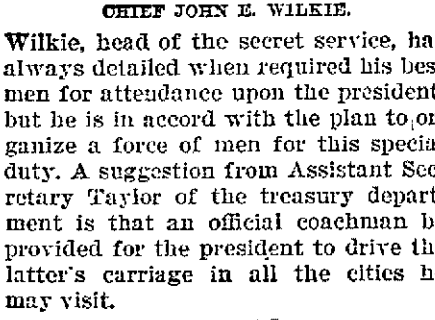 CHIEF JOHN E. WILKIE.
Wilkie, head of the secret service, ha
always detailed when required his bes
men for attendance upon the president
but he is in accord with the plan to or
ganize a force of men for this specia
duty. A suggestion from Assistant Sec
retary Taylor of the treasury depart
ment is that an official coachman b
provided for the president to drive th
latter's carriage in all the cities h
may visit.